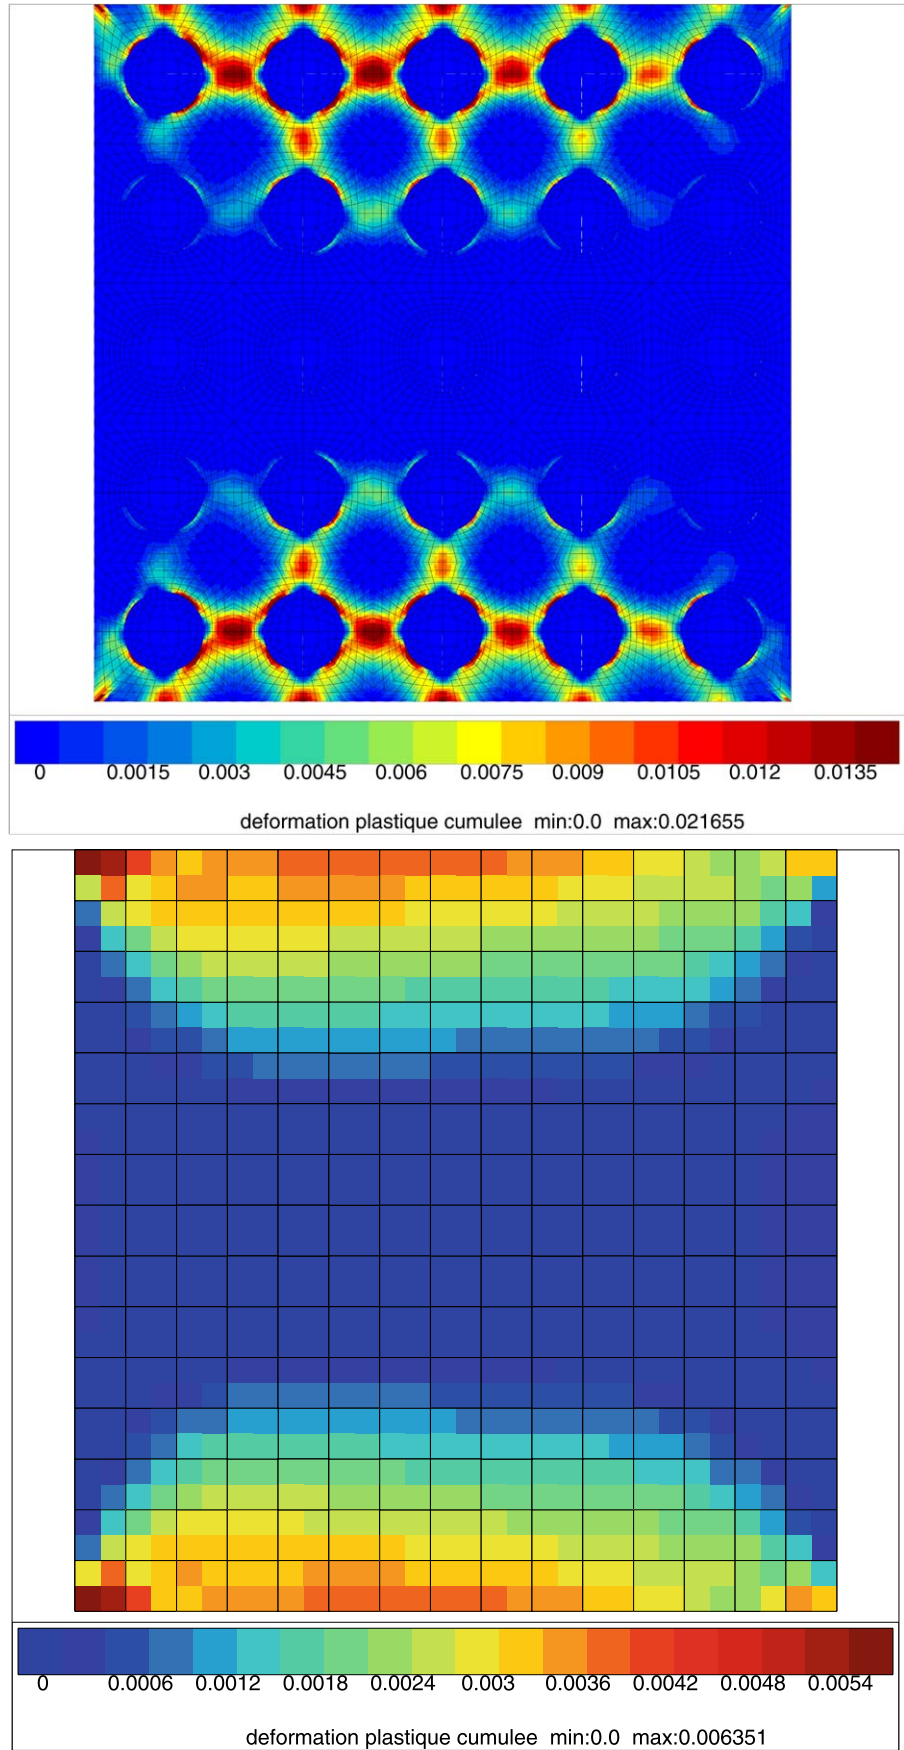 0 0.0015 0.003 0.0045 0.006 0.0075 0.009 0.0105 0.012 0.0135
deformation plastique cumulee min:0.0 max:0.021655
0 0.0006 0.0012 0.0018 0.0024 0.003 0.0036 0.0042 0.0048 0.0054
deformation plastique cumulee min:0.0 max:0.006351